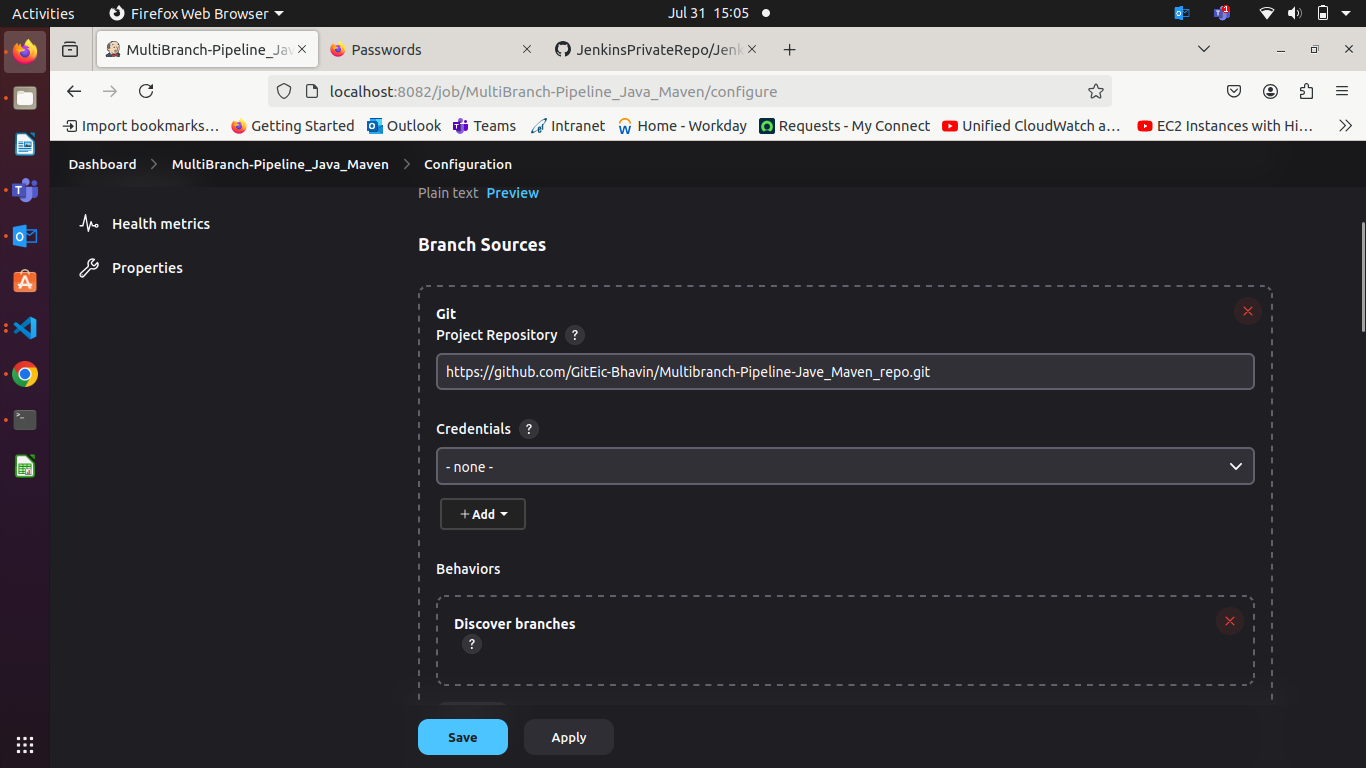 Activities Firefox Web Browser Jul 31 15:05 1
MultiBranch-Pipeline_Jav Passwords JenkinsPrivateRepo/Jenk
localhost:8082/job/MultiBranch-Pipeline_Java_Maven/configure
Import bookmarks… Getting Started Outlook Teams Intranet Home - Workday Requests - My Connect Unified CloudWatch a… EC2 Instances with Hi…
Dashboard MultiBranch-Pipeline_Java_Maven Configuration
Plain text Preview
Health metrics
Properties
Branch Sources
Git
Project Repository ?
https://github.com/GitEic-Bhavin/Multibranch-Pipeline-Jave_Maven_repo.git
Credentials ?
- none -
+ Add
Behaviors
Discover branches
?
Save Apply